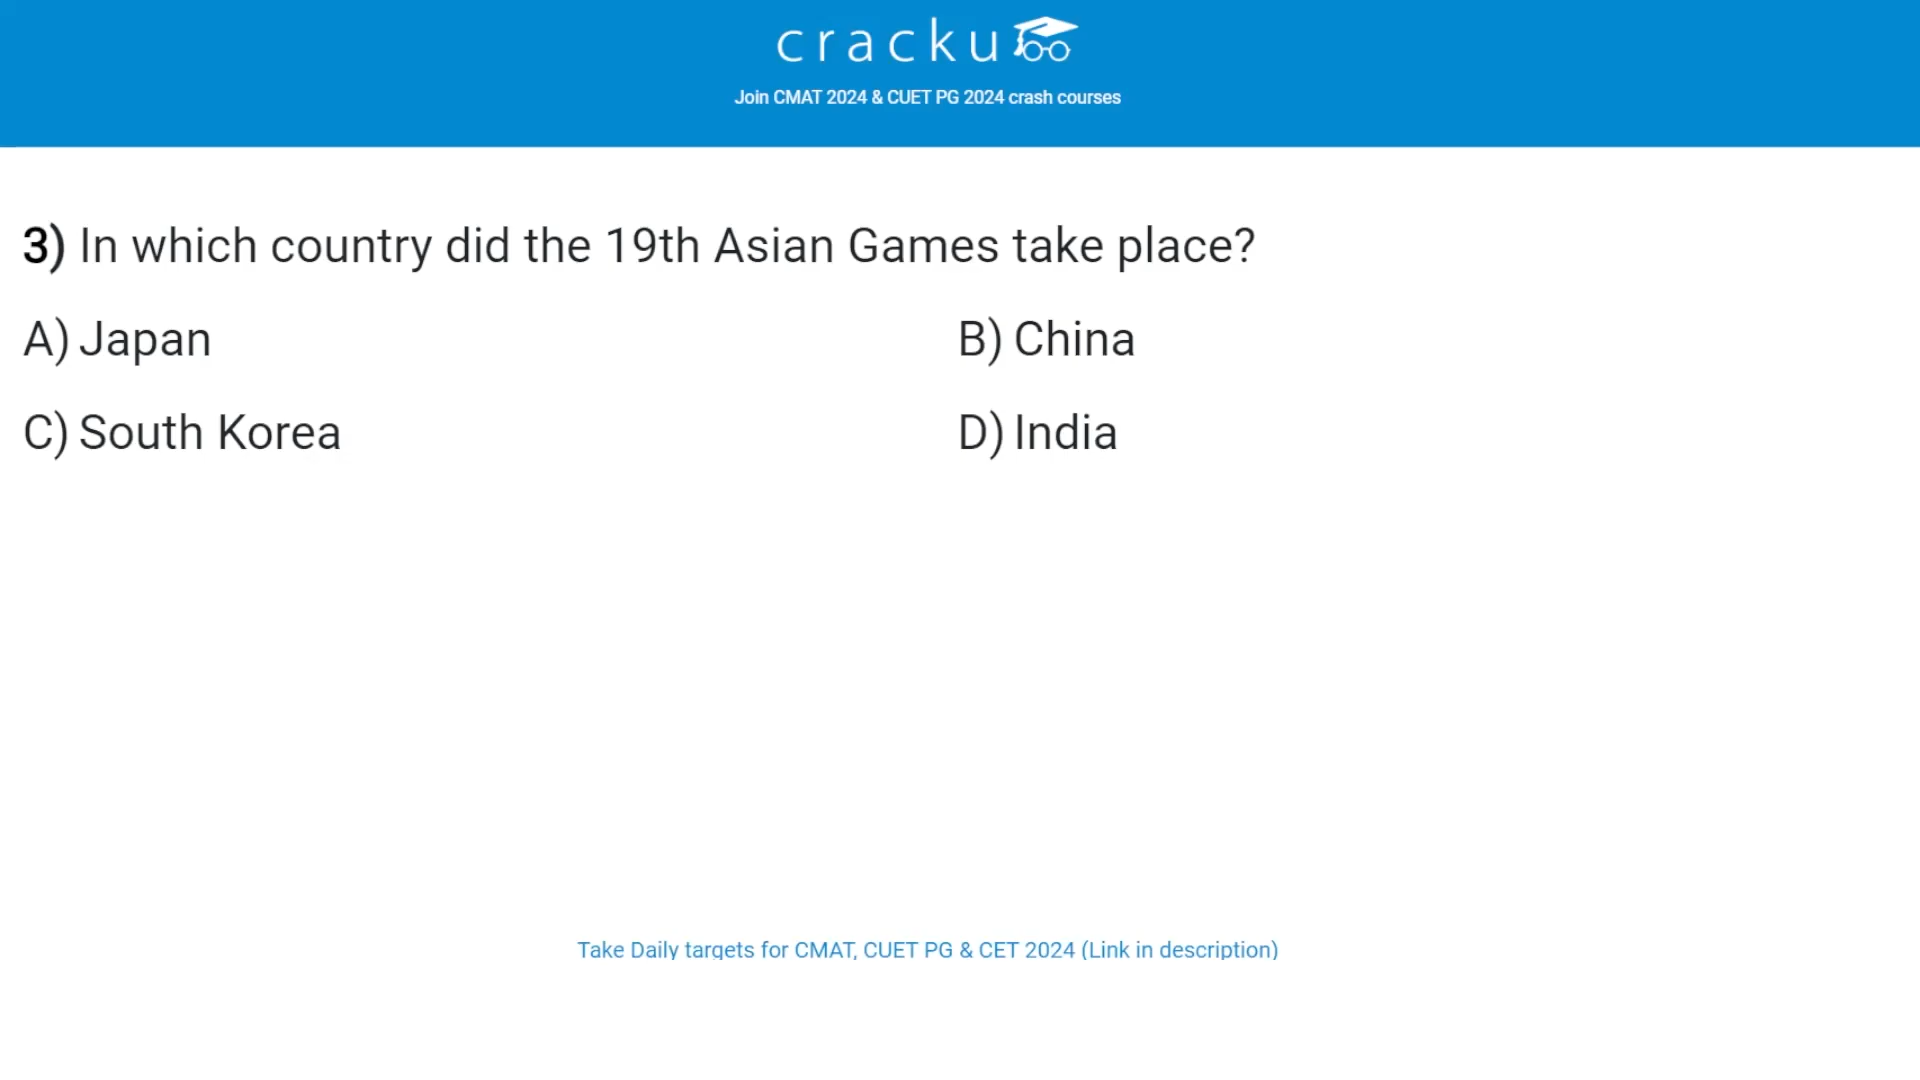 cracku
Join CMAT 2024 & CUET PG 2024 crash courses
3) In which country did the 19th Asian Games take place?
A) Japan
B) China
C) South Korea
D) India
Take Daily targets for CMAT, CUET PG & CET 2024 (Link in description)